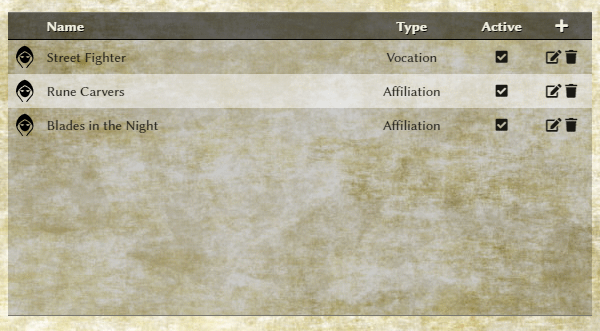 Name Type Active +
Street Fighter Vocation
Rune Carvers Affiliation
Blades in the Night Affiliation